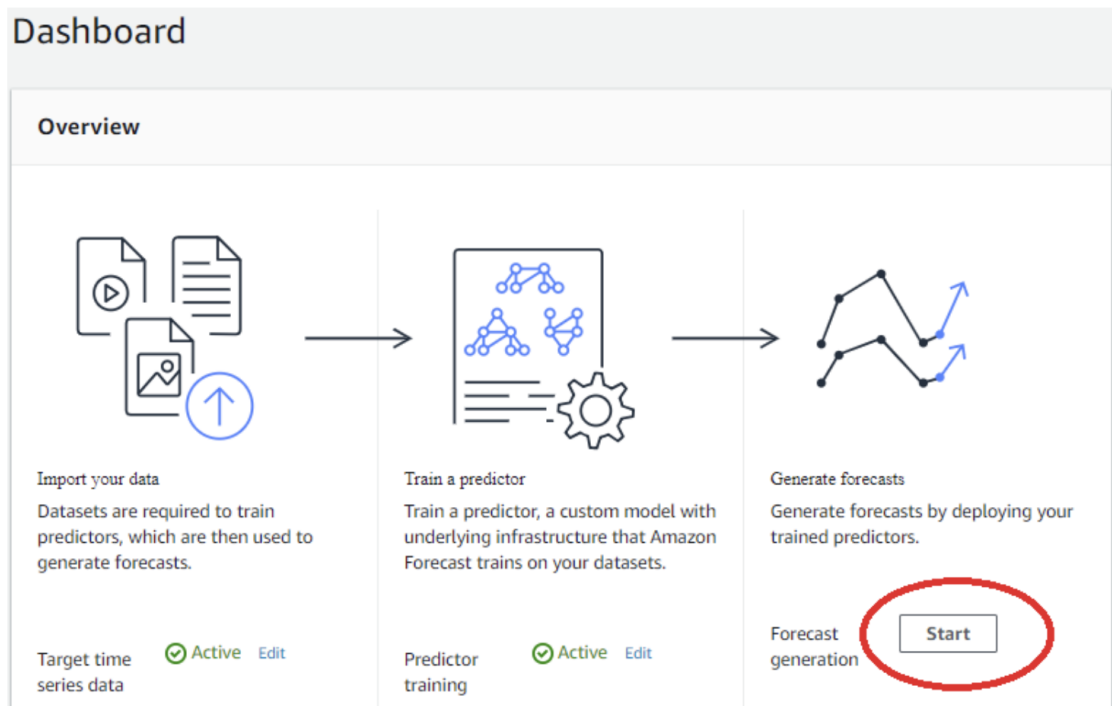 Dashboard
Overview
Import your data
Datasets are required to train
predictors, which are then used to
generate forecasts.
Target time
series data
Active Edit
Train a predictor
Train a predictor, a custom model with
underlying infrastructure that Amazon
Forecast trains on your datasets.
Predictor
training
Active Edit
Generate forecasts
Generate forecasts by deploying your
trained predictors.
Forecast
generation
Start